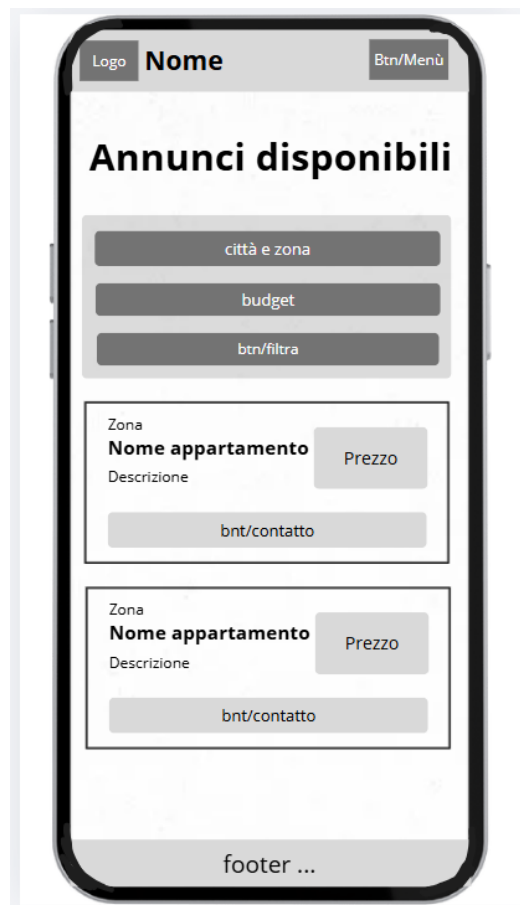 Logo Nome Btn/Menù
Annunci disponibili
città e zona
budget
btn/filtra
Zona
Nome appartamento
Prezzo
Descrizione
bnt/contatto
Zona
Nome appartamento
Prezzo
Descrizione
bnt/contatto
footer ...